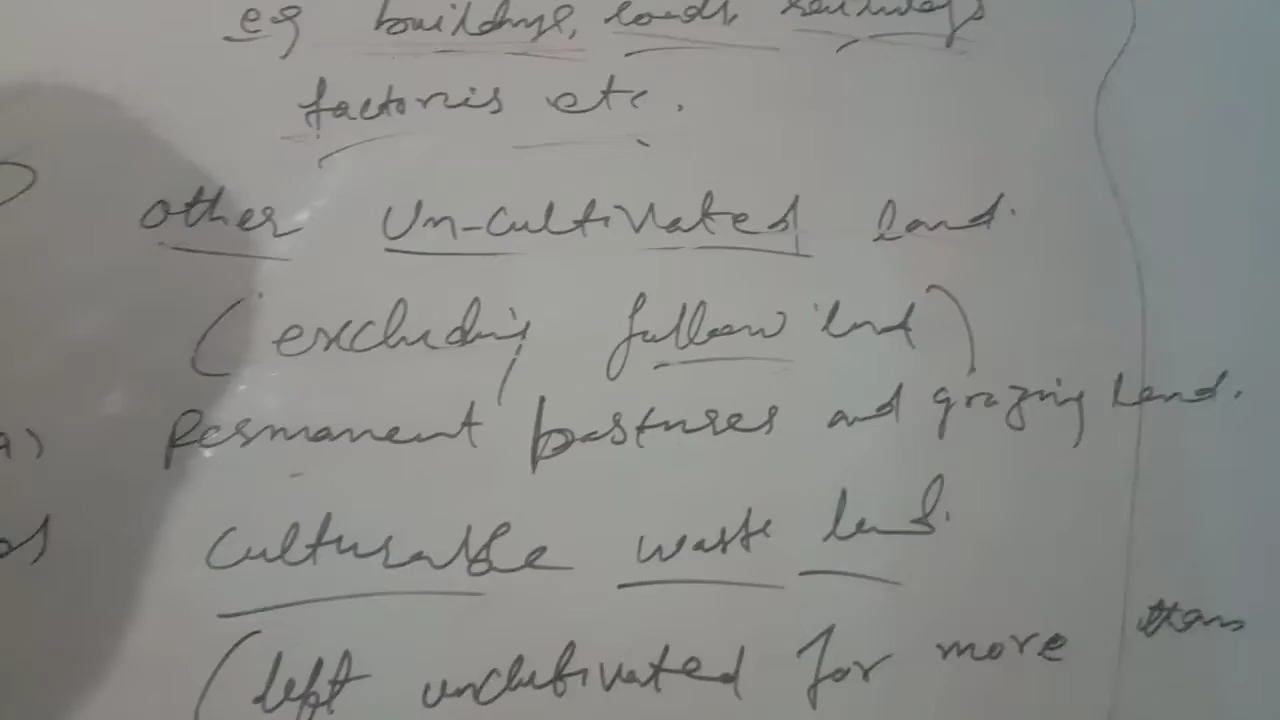 eg buildings, roads, railways
factoris etc.
other Un-cultivated land.
(excluding fallow land)
a) Permanent pastures and grazing land.
b) Culturable waste land.
(left uncultivated for more than